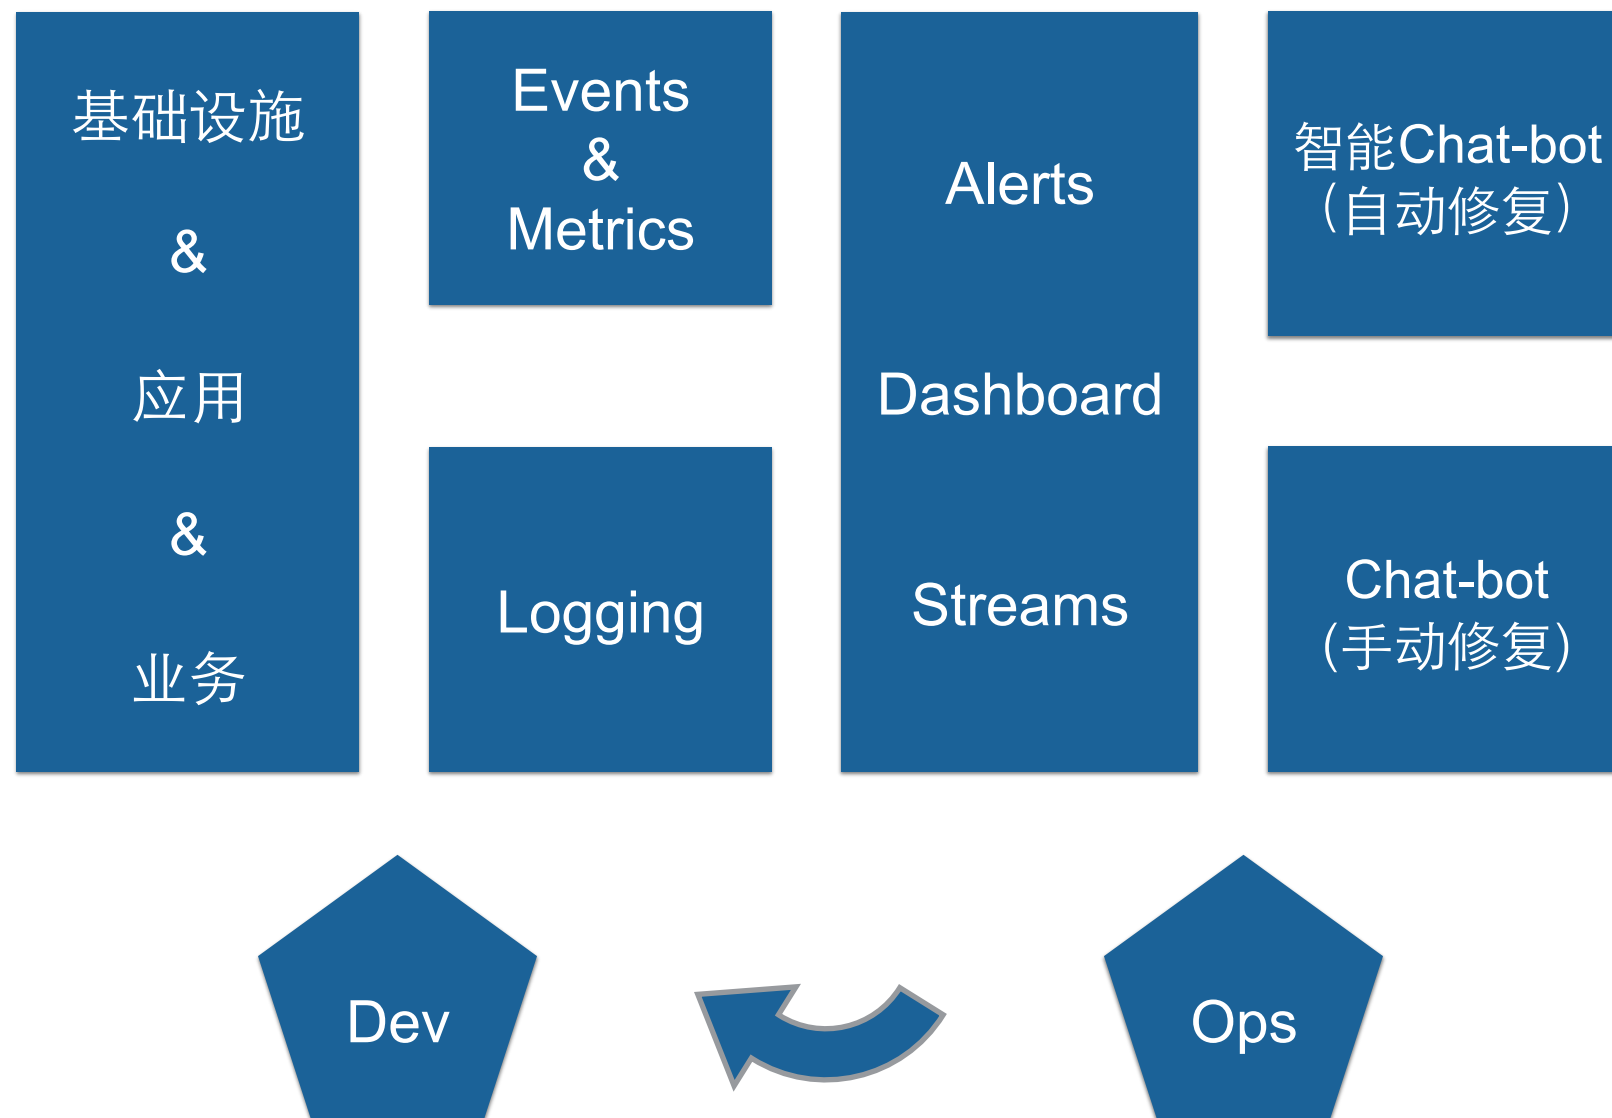 基础设施
&
应用
&
业务
Events
&
Metrics
Logging
Alerts
Dashboard
Streams
智能Chat-bot
（自动修复）
Chat-bot
(手动修复)
Dev
Ops